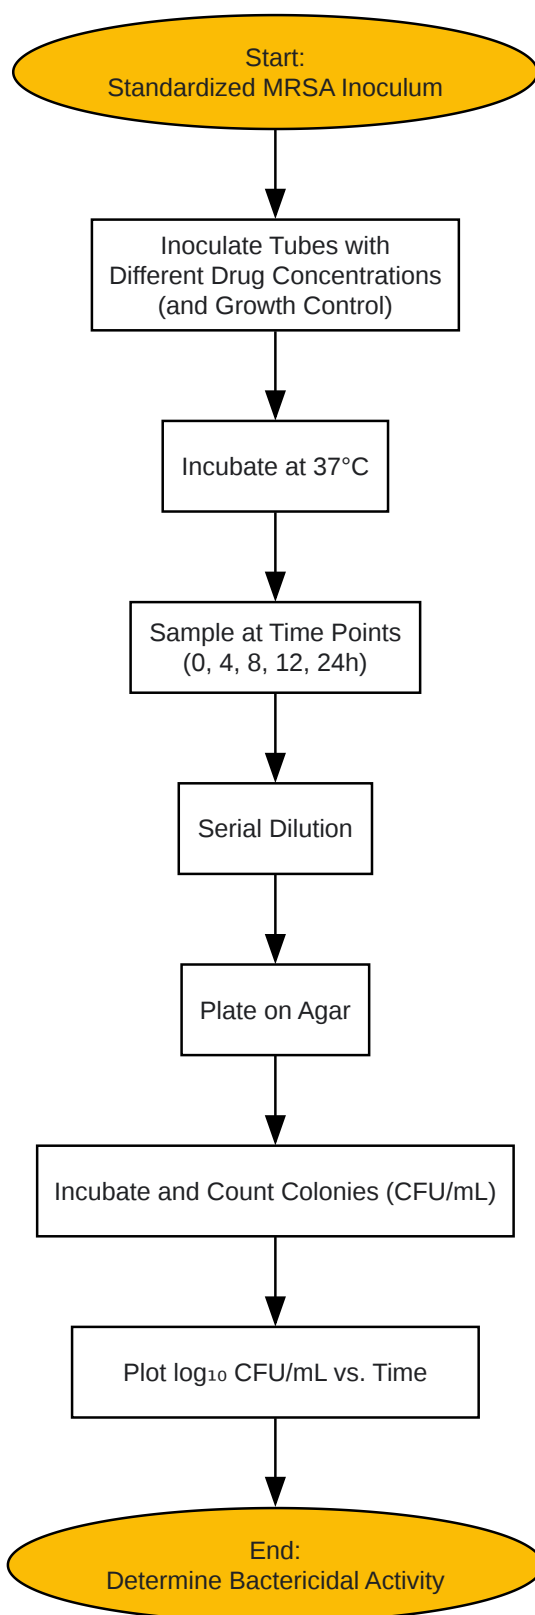 Start:
Standardized MRSA Inoculum
Inoculate Tubes with
Different Drug Concentrations
(and Growth Control)
Incubate at 37°C
Sample at Time Points
(0, 4, 8, 12, 24h)
Serial Dilution
Plate on Agar
Incubate and Count Colonies (CFU/mL)
Plot log₁₀ CFU/mL vs. Time
End:
Determine Bactericidal Activity